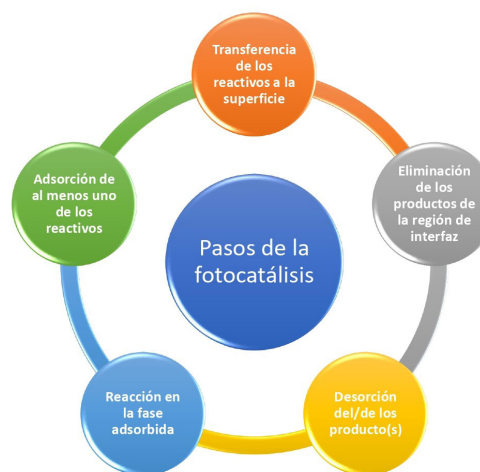 Transferencia
de los
reactivos a la
superficie
Eliminación
de los
productos de
la región de
interfaz
Desorción
del/de los
producto(s)
Reacción en
la fase
adsorbida
Adsorción de
al menos uno
de los
reactivos
Pasos de la
fotocatálisis